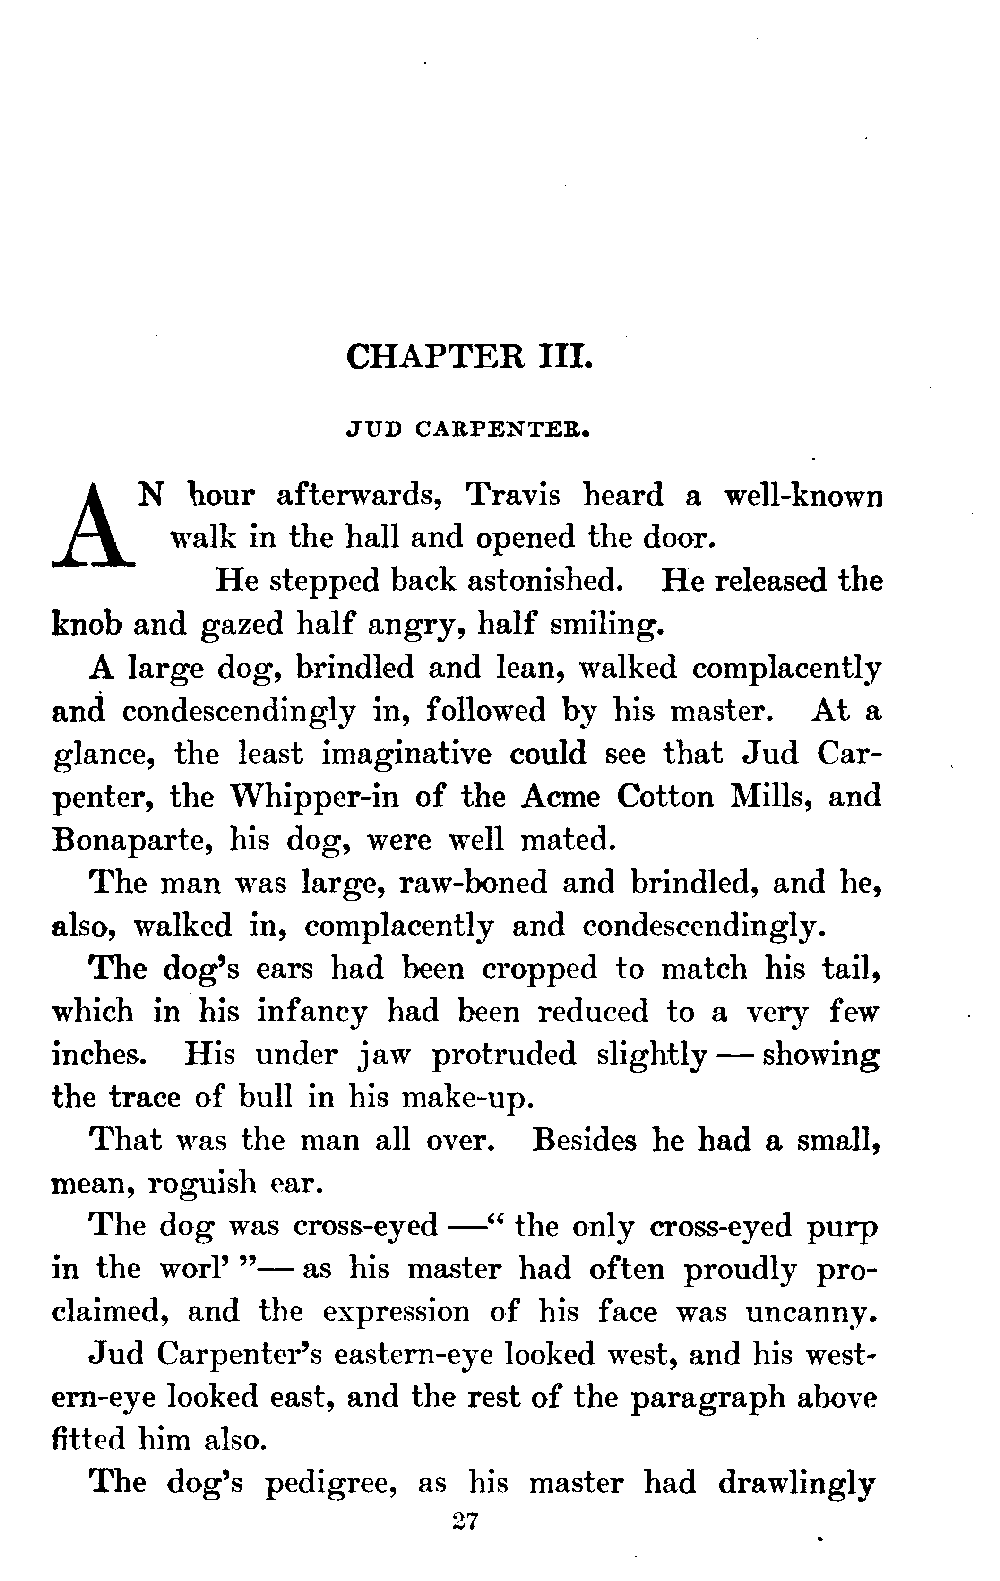 CHAPTER III.
JUD CARPENTER.
AN hour afterwards, Travis heard a well-known
walk in the hall and opened the door.
He stepped back astonished. He released the
knob and gazed half angry, half smiling.
A large dog, brindled and lean, walked complacently
and condescendingly in, followed by his master. At a
glance, the least imaginative could see that Jud Car-
penter, the Whipper-in of the Acme Cotton Mills, and
Bonaparte, his dog, were well mated.
The man was large, raw-boned and brindled, and he,
also, walked in, complacently and condescendingly.
The dog's ears had been cropped to match his tail,
which in his infancy had been reduced to a very few
inches. His under jaw protruded slightly — showing
the trace of bull in his make-up.
That was the man all over. Besides he had a small,
mean, roguish ear.
The dog was cross-eyed —“ the only cross-eyed purp
in the worl’ ”— as his master had often proudly pro-
claimed, and the expression of his face was uncanny.
Jud Carpenter's eastern-eye looked west, and his west-
ern-eye looked east, and the rest of the paragraph above
fitted him also.
The dog's pedigree, as his master had drawlingly
27